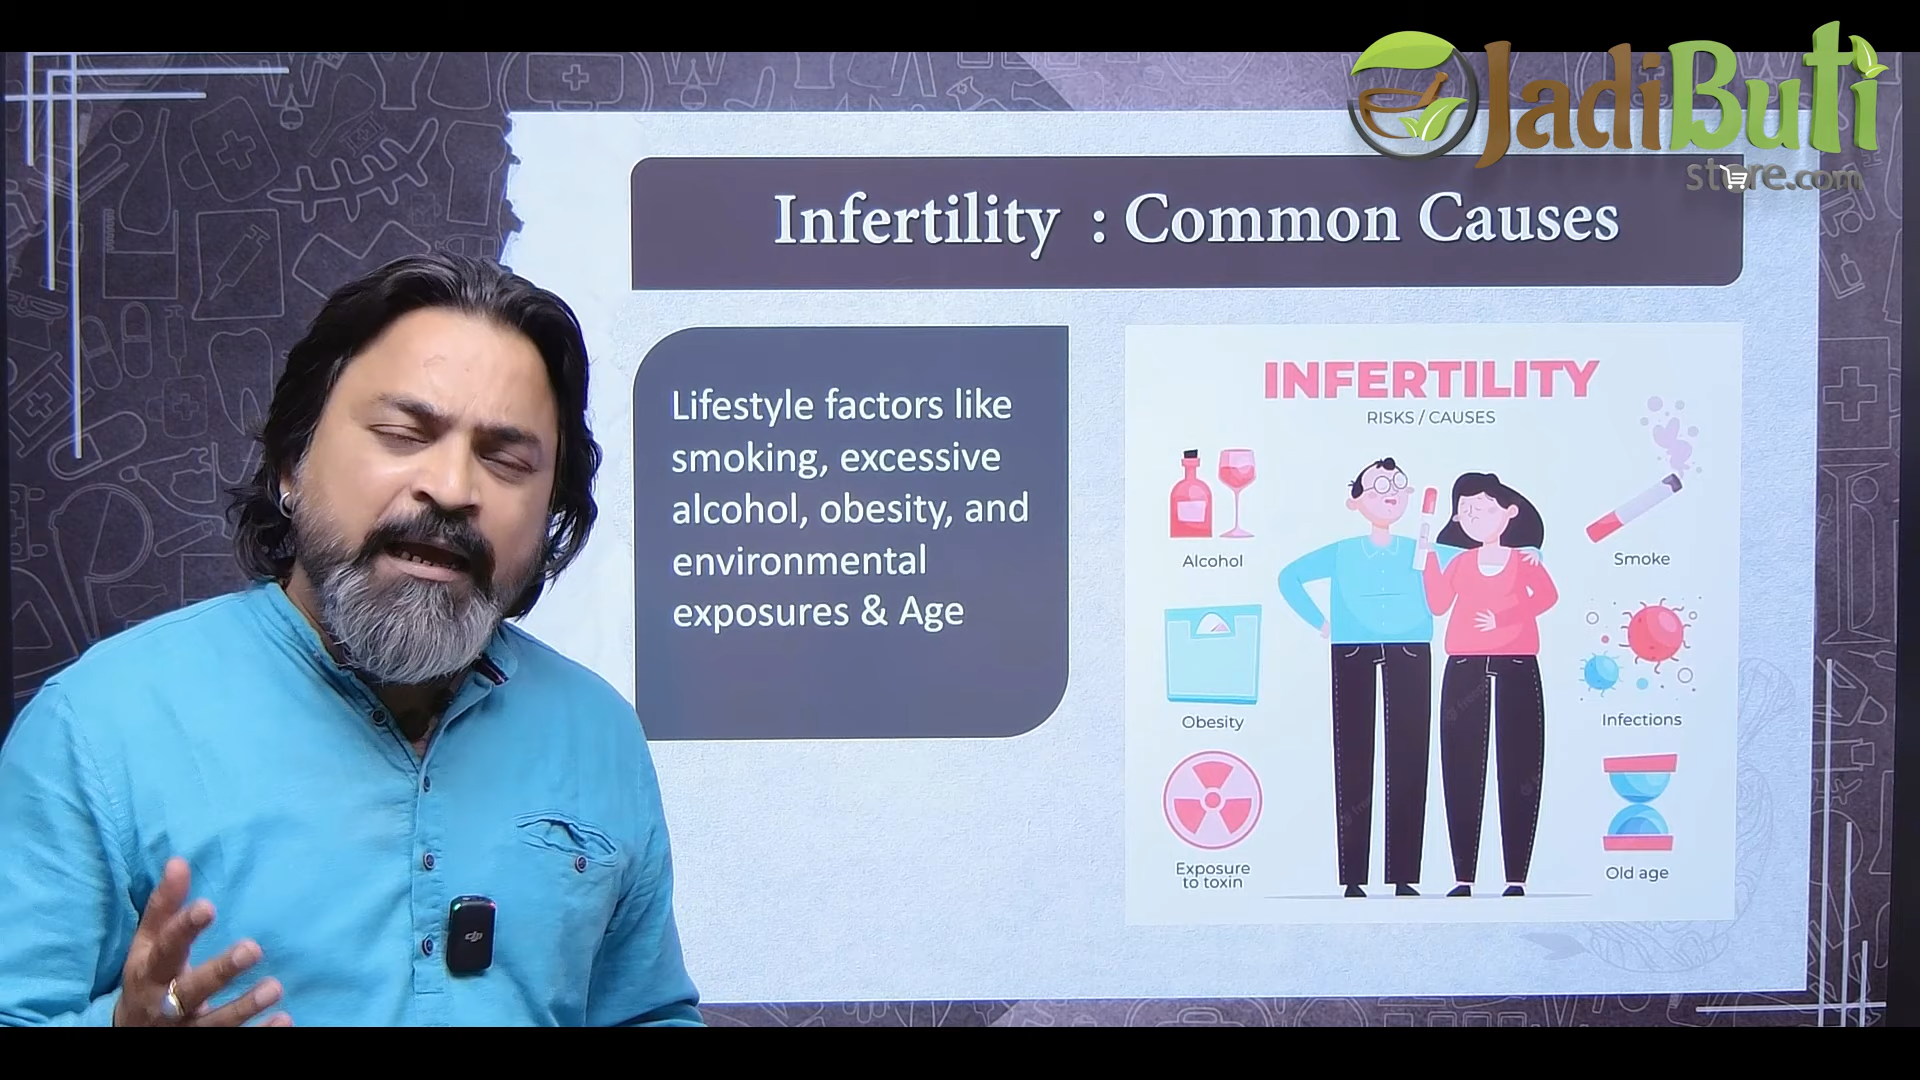 JadiButi
store.com
Infertility : Common Causes
Lifestyle factors like
smoking, excessive
alcohol, obesity, and
environmental
exposures & Age
INFERTILITY
RISKS / CAUSES
Alcohol
Smoke
Obesity
Infections
Exposure
to toxin
Old age
dji